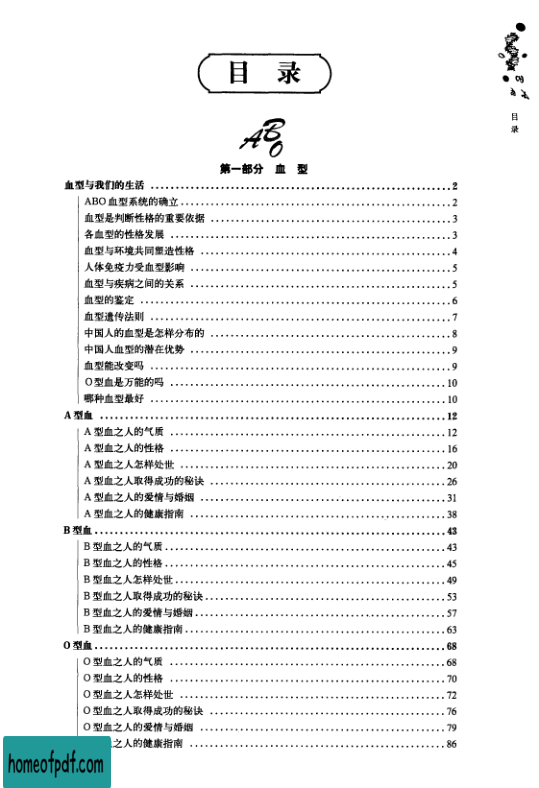 目 录
目
录
ABO
第一部分 血 型
血型与我们的生活 ……………………………………………… 2
ABO血型系统的确立 ……………………………………………… 2
血型是判断性格的重要依据 ……………………………………………… 3
各血型的性格发展 ……………………………………………… 3
血型与环境共同塑造性格 ……………………………………………… 4
人体免疫力受血型影响 ……………………………………………… 5
血型与疾病之间的关系 ……………………………………………… 5
血型的鉴定 ……………………………………………… 6
血型遗传法则 ……………………………………………… 7
中国人的血型是怎样分布的 ……………………………………………… 8
中国人血型的潜在优势 ……………………………………………… 9
血型能改变吗 ……………………………………………… 9
O型血是万能的吗 ……………………………………………… 10
哪种血型最好 ……………………………………………… 10
A型血 ……………………………………………… 12
A型血之人的气质 ……………………………………………… 12
A型血之人的性格 ……………………………………………… 16
A型血之人怎样处世 ……………………………………………… 20
A型血之人取得成功的秘诀 ……………………………………………… 26
A型血之人的爱情与婚姻 ……………………………………………… 31
A型血之人的健康指南 ……………………………………………… 38
B型血 ……………………………………………… 43
B型血之人的气质 ……………………………………………… 43
B型血之人的性格 ……………………………………………… 45
B型血之人怎样处世 ……………………………………………… 49
B型血之人取得成功的秘诀 ……………………………………………… 53
B型血之人的爱情与婚姻 ……………………………………………… 57
B型血之人的健康指南 ……………………………………………… 63
O型血 ……………………………………………… 68
O型血之人的气质 ……………………………………………… 68
O型血之人的性格 ……………………………………………… 70
O型血之人怎样处世 ……………………………………………… 72
O型血之人取得成功的秘诀 ……………………………………………… 76
O型血之人的爱情与婚姻 ……………………………………………… 79
之人的健康指南 ……………………………………………… 86
homeofpdf.com